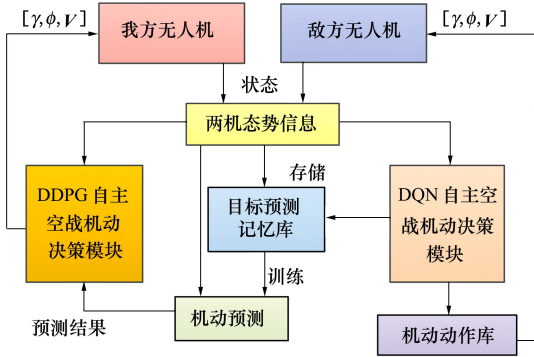 [γ,ϕ,V]
[γ,ϕ,V]
我方无人机
敌方无人机
状态
两机态势信息
存储
DDPG 自主
空战机动
决策模块
目标预测
记忆库
DQN 自主空
战机动决策
模块
训练
机动预测
预测结果
机动动作库